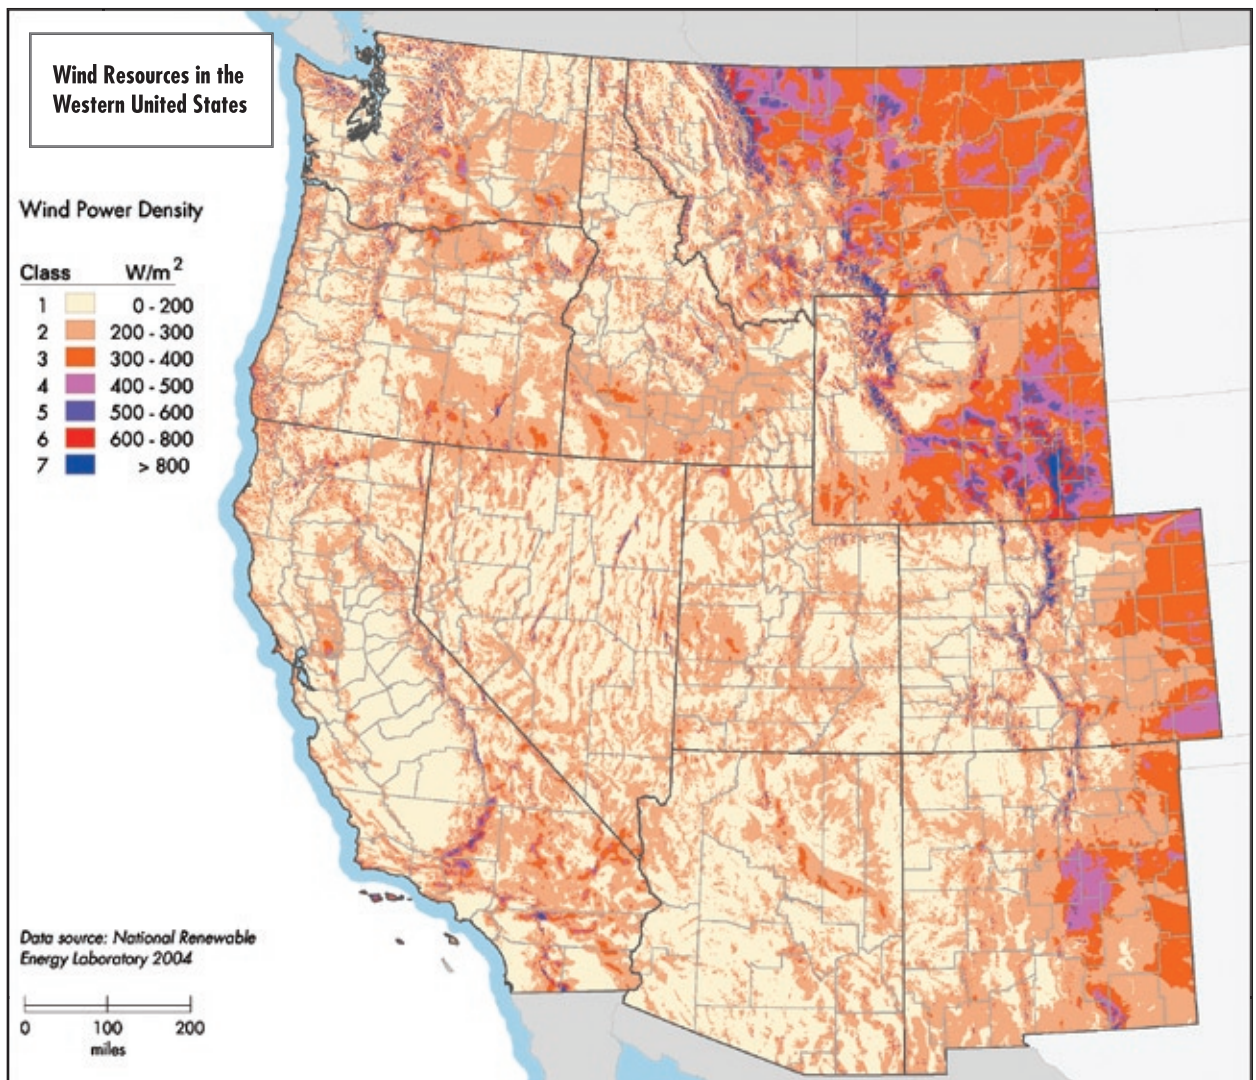 Wind Resources in the
Western United States
Wind Power Density
Class W/m²
1 0 - 200
2 200 - 300
3 300 - 400
4 400 - 500
5 500 - 600
6 600 - 800
7 > 800
Data source: National Renewable
Energy Laboratory 2004
0 100 200
miles